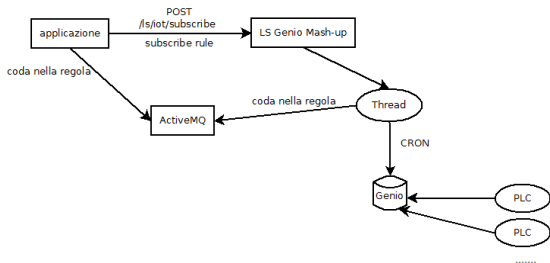 POST
/ls/iot/subscribe
applicazione
LS Genio Mash-up
subscribe rule
coda nella regola
coda nella regola
Thread
ActiveMQ
CRON
Genio
PLC
PLC
.......